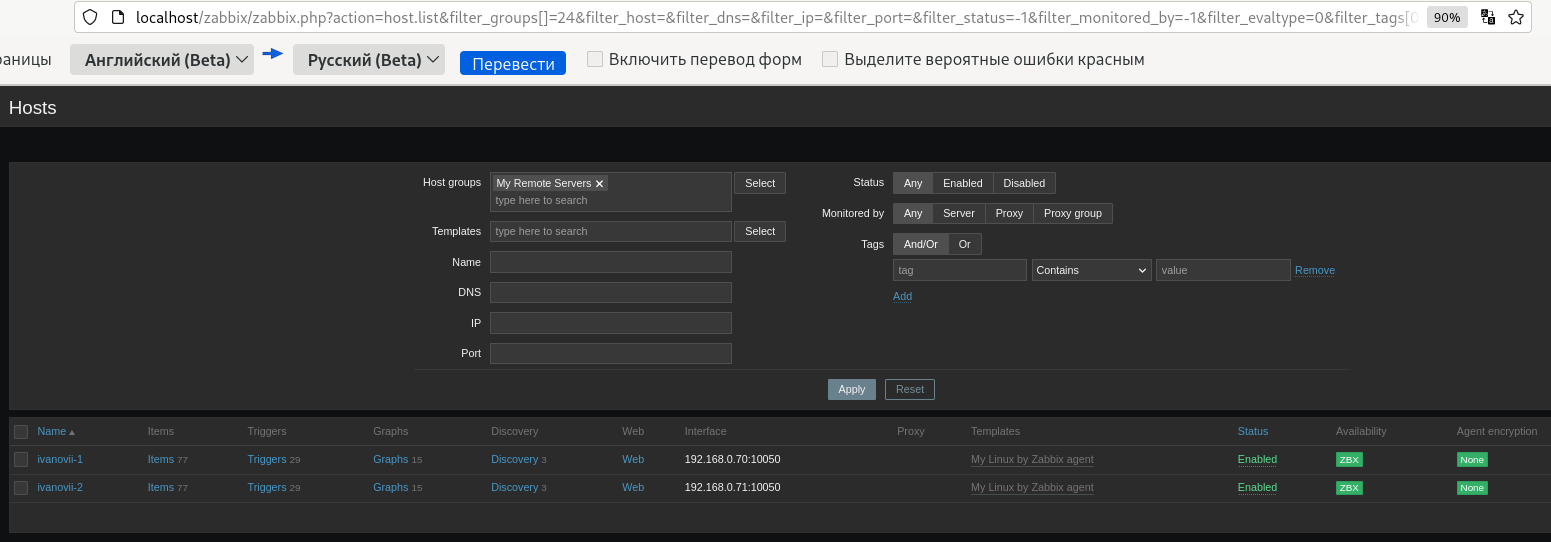 localhost/zabbix/zabbix.php?action=host.list&filter_groups[]=24&filter_host=&filter_dns=&filter_ip=&filter_port=&filter_status=-1&filter_monitored_by=-1&filter_evaltype=0&filter_tags[0 90%
раницы Английский (Beta) Русский (Beta) Перевести Включить перевод форм Выделите вероятные ошибки красным
Hosts
Host groups My Remote Servers Select Status Any Enabled Disabled
type here to search
Monitored by Any Server Proxy Proxy group
Templates type here to search Select
Tags And/Or Or
Name
tag Contains value Remove
DNS
Add
IP
Port
Apply Reset
Name Items Triggers Graphs Discovery Web Interface Proxy Templates Status Availability Agent encryption
ivanovii-1 Items 77 Triggers 29 Graphs 15 Discovery 3 Web 192.168.0.70:10050 My Linux by Zabbix agent Enabled ZBX None
ivanovii-2 Items 77 Triggers 29 Graphs 15 Discovery 3 Web 192.168.0.71:10050 My Linux by Zabbix agent Enabled ZBX None